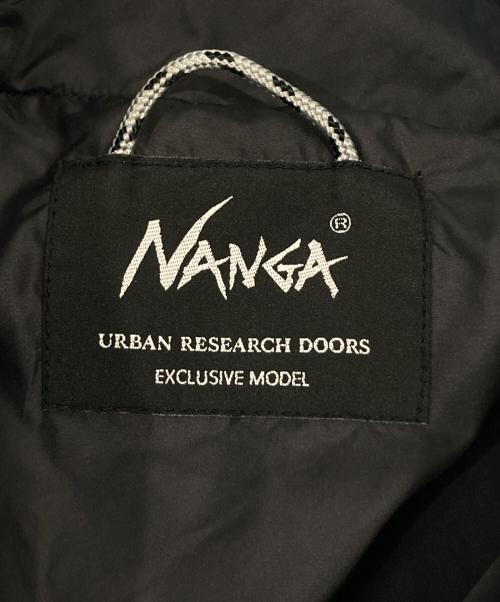 NANGA®
URBAN RESEARCH DOORS
EXCLUSIVE MODEL